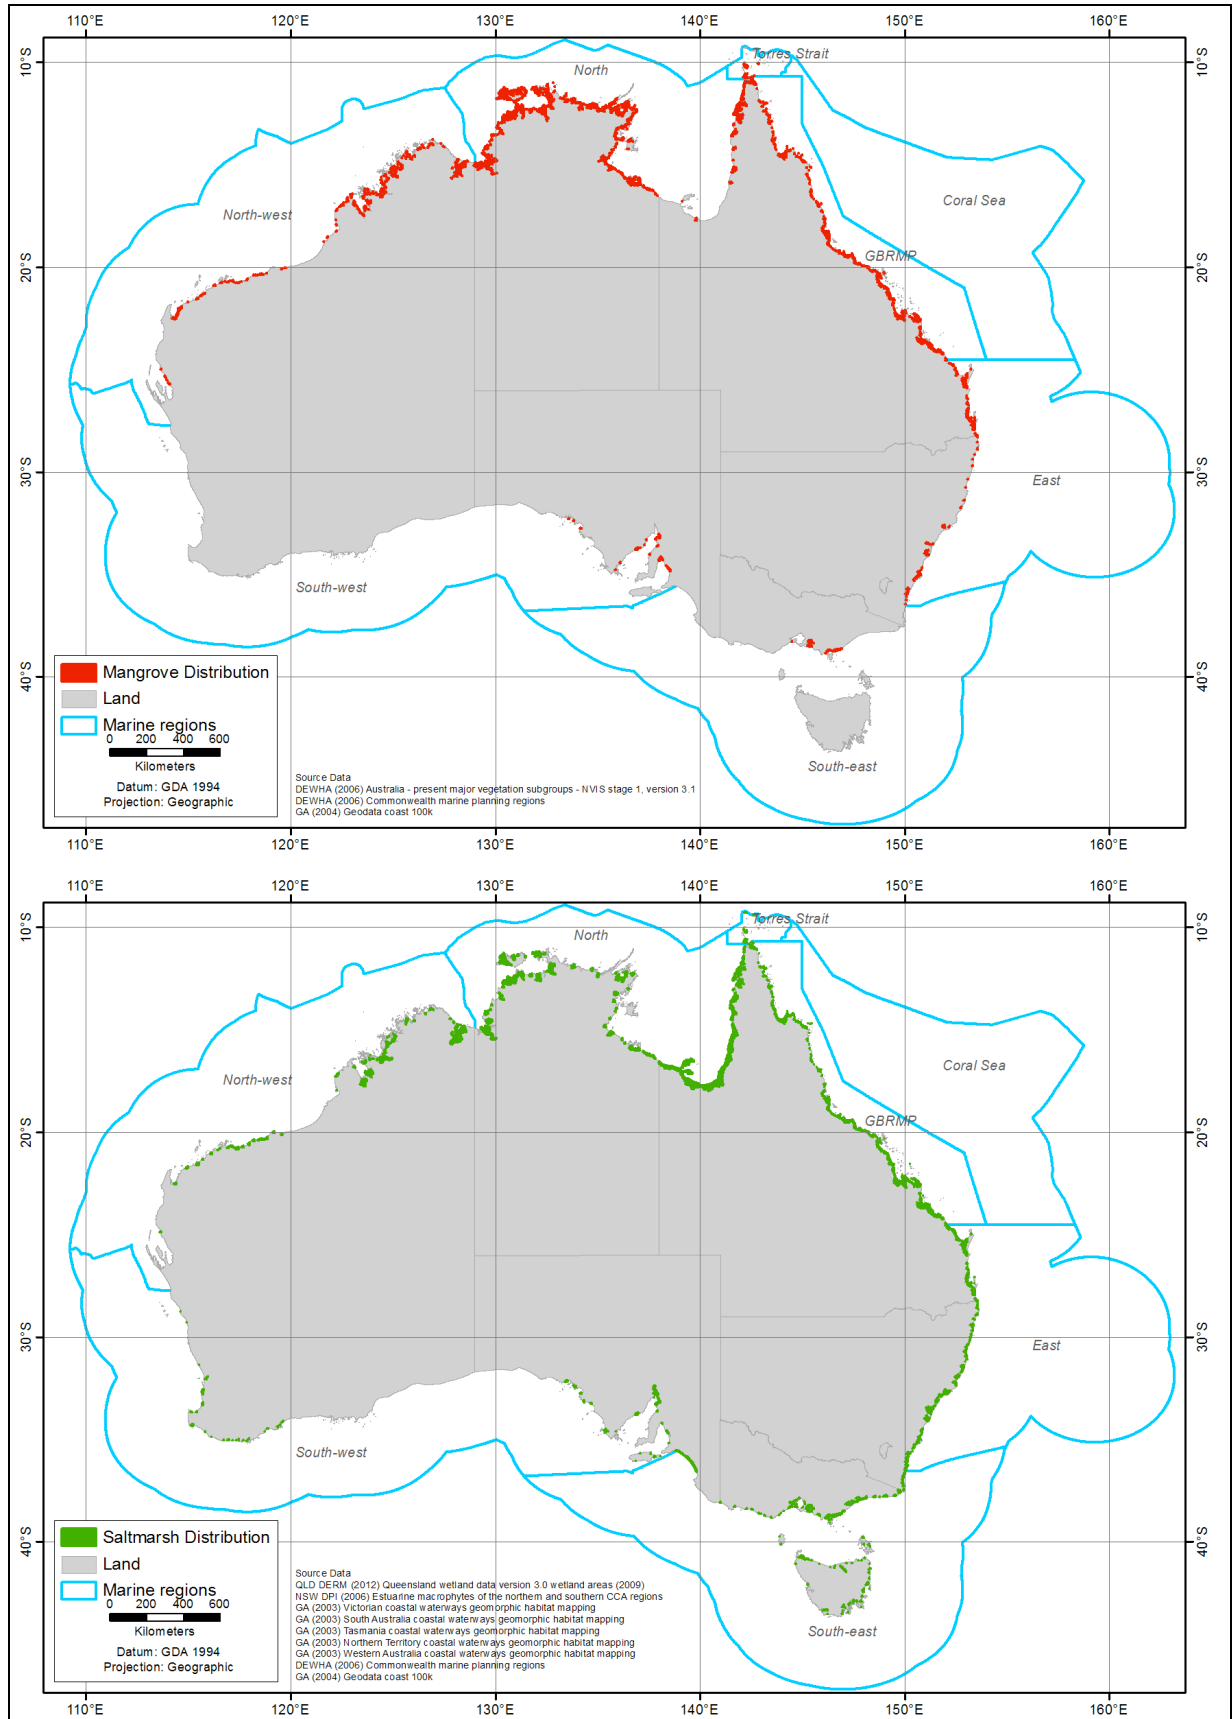 110°E 120°E 130°E 140°E 150°E 160°E
Torres Strait
10°S 10°S
North
Coral Sea
North-west
GBRMP
20°S 20°S
30°S 30°S
East
South-west
40°S 40°S
Mangrove Distribution
Land
Marine regions
0 200 400 600
Kilometers
Datum: GDA 1994
Projection: Geographic
Source Data
DEWHA (2006) Australia - present major vegetation subgroups - NVIS stage 1, version 3.1
DEWHA (2006) Commonwealth marine planning regions
GA (2004) Geodata coast 100k
South-east
110°E 120°E 130°E 140°E 150°E 160°E
110°E 120°E 130°E 140°E 150°E 160°E
Torres Strait
10°S 10°S
North
Coral Sea
North-west
GBRMP
20°S 20°S
30°S 30°S
East
South-west
40°S 40°S
Saltmarsh Distribution
Land
Marine regions
0 200 400 600
Kilometers
Datum: GDA 1994
Projection: Geographic
Source Data
QLD DERM (2012) Queensland wetland data version 3.0 wetland areas (2009)
NSW DPI (2006) Estuarine macrophytes of the northern and southern CCA regions
GA (2003) Victorian coastal waterways geomorphic habitat mapping
GA (2003) South Australia coastal waterways geomorphic habitat mapping
GA (2003) Tasmania coastal waterways geomorphic habitat mapping
GA (2003) Northern Territory coastal waterways geomorphic habitat mapping
GA (2003) Western Australia coastal waterways geomorphic habitat mapping
DEWHA (2006) Commonwealth marine planning regions
GA (2004) Geodata coast 100k
South-east
110°E 120°E 130°E 140°E 150°E 160°E